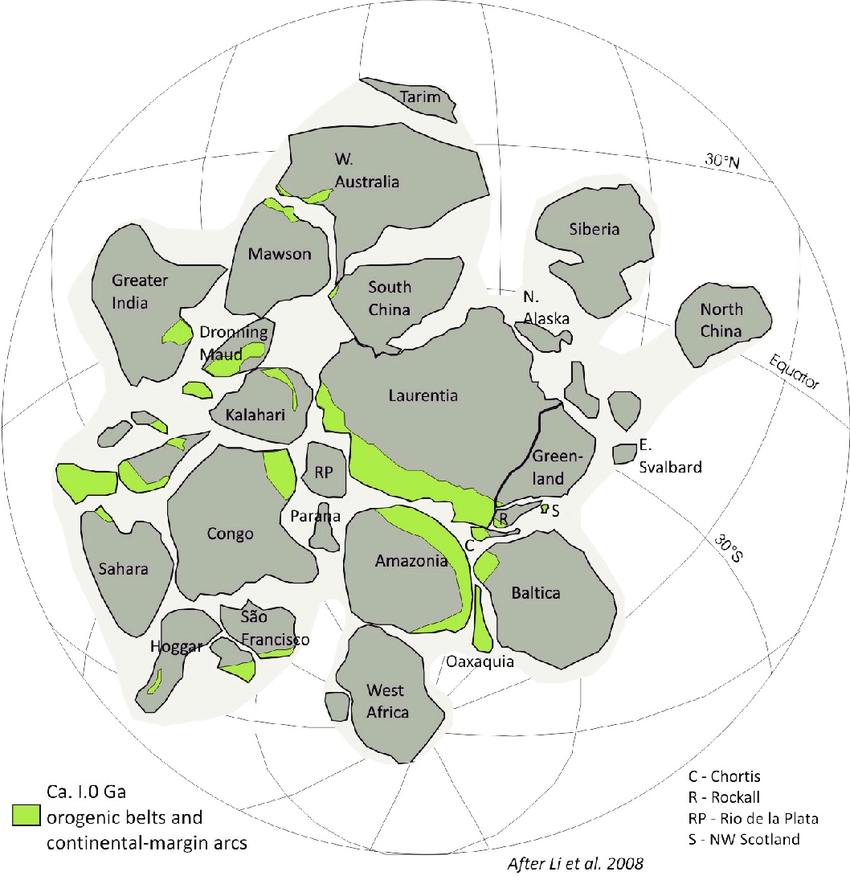 Tarim
30°N
W.
Australia
Siberia
Mawson
Greater
India
South
China
N.
Alaska
North
China
Dronning
Maud
Equator
Laurentia
Kalahari
Green-
land
E.
Svalbard
RP
R
S
Parana
C
Congo
30°S
Amazonia
Sahara
Baltica
São
Francisco
Hoggar
Oaxaquia
West
Africa
Ca. I.0 Ga
orogenic belts and
continental-margin arcs
C - Chortis
R - Rockall
RP - Rio de la Plata
S - NW Scotland
After Li et al. 2008